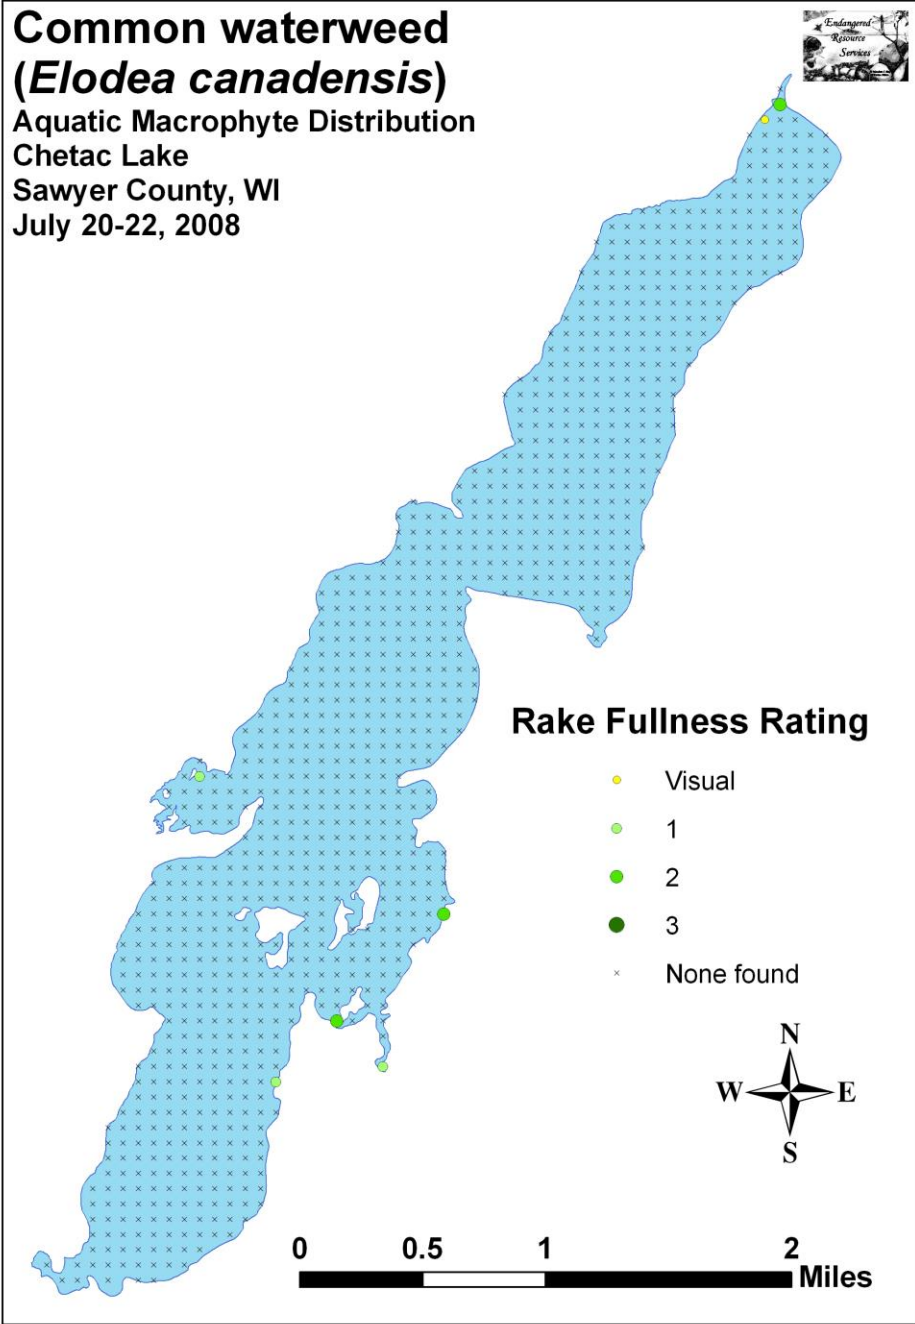 Common waterweed
(Elodea canadensis)
Aquatic Macrophyte Distribution
Chetac Lake
Sawyer County, WI
July 20-22, 2008
Endangered
Resource
Services
Rake Fullness Rating
Visual
1
2
3
None found
N
W E
S
0 0.5 1 2
Miles